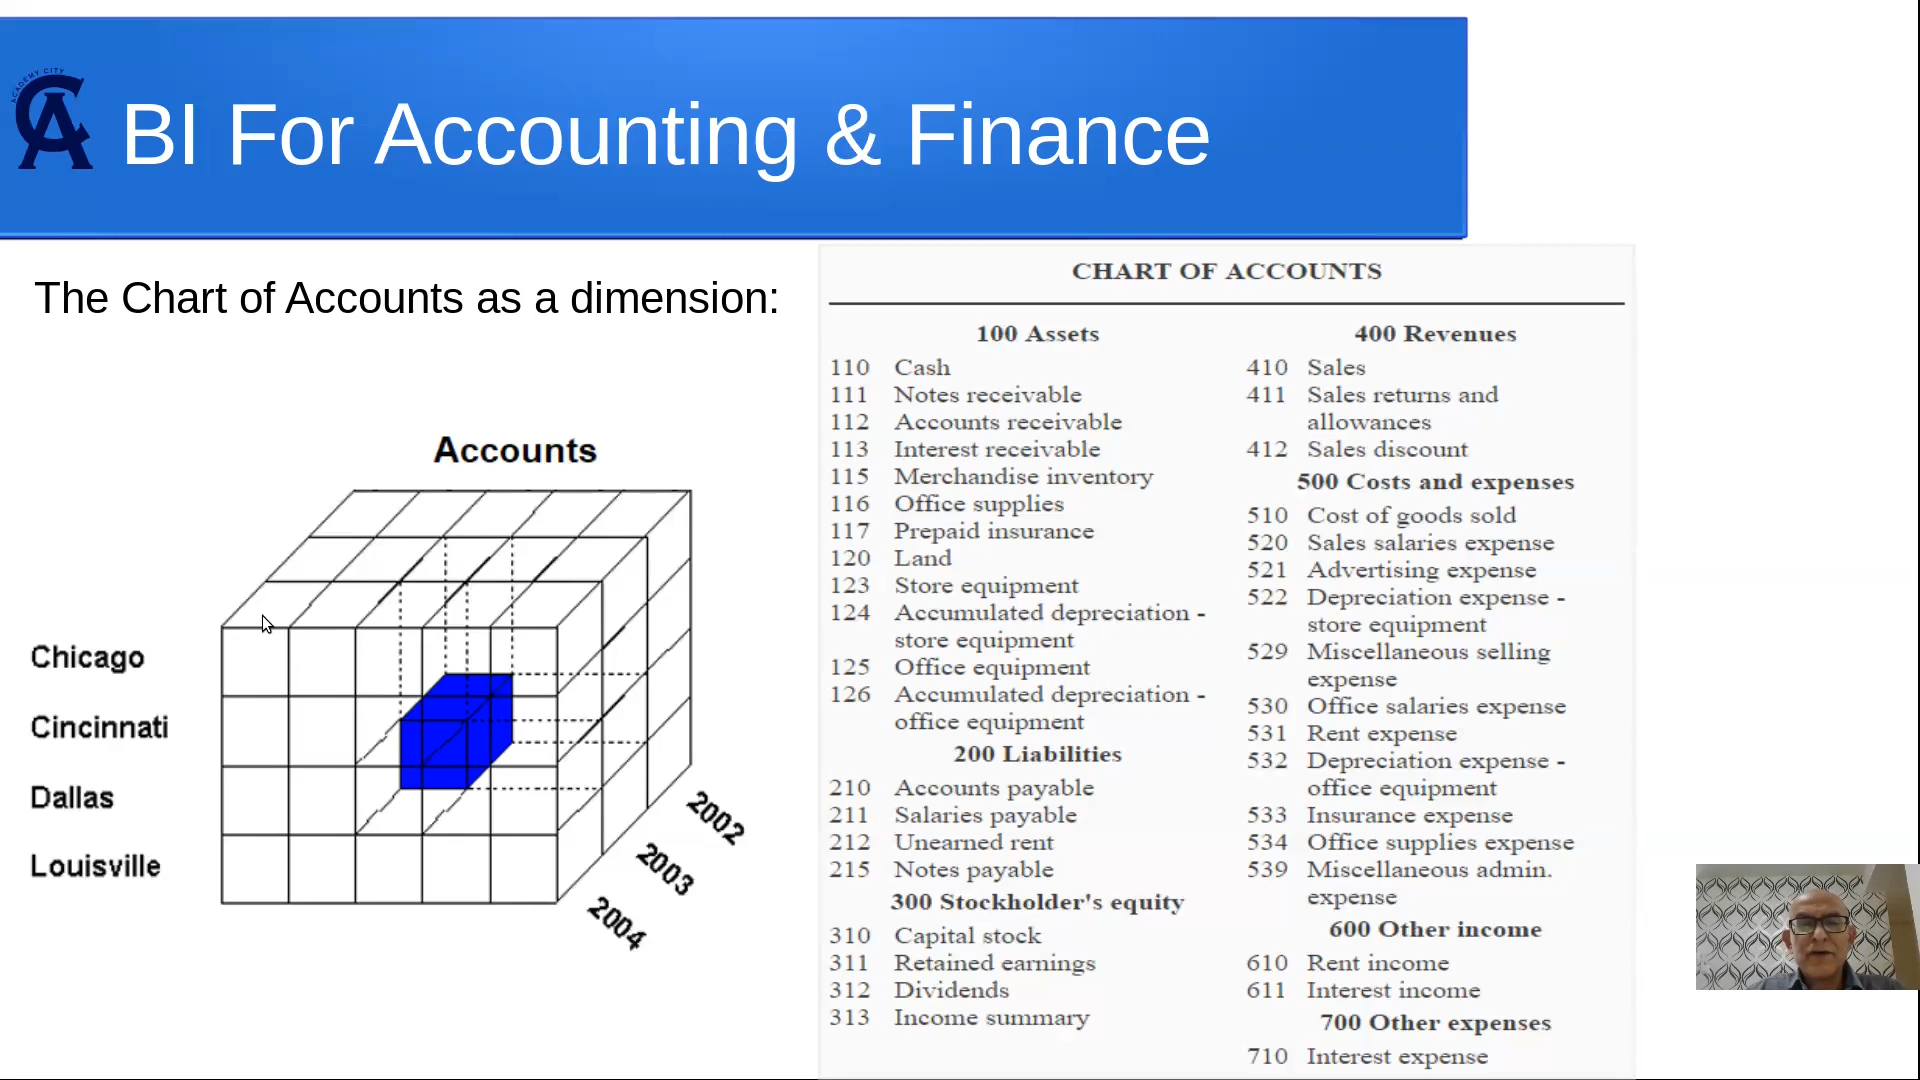 ACADEMY CITY
CA
BI For Accounting & Finance
The Chart of Accounts as a dimension:
Accounts
Chicago
Cincinnati
Dallas
Louisville
2002
2003
2004
CHART OF ACCOUNTS
100 Assets
110 Cash
111 Notes receivable
112 Accounts receivable
113 Interest receivable
115 Merchandise inventory
116 Office supplies
117 Prepaid insurance
120 Land
123 Store equipment
124 Accumulated depreciation -
store equipment
125 Office equipment
126 Accumulated depreciation -
office equipment
200 Liabilities
210 Accounts payable
211 Salaries payable
212 Unearned rent
215 Notes payable
300 Stockholder's equity
310 Capital stock
311 Retained earnings
312 Dividends
313 Income summary
400 Revenues
410 Sales
411 Sales returns and
allowances
412 Sales discount
500 Costs and expenses
510 Cost of goods sold
520 Sales salaries expense
521 Advertising expense
522 Depreciation expense -
store equipment
529 Miscellaneous selling
expense
530 Office salaries expense
531 Rent expense
532 Depreciation expense -
office equipment
533 Insurance expense
534 Office supplies expense
539 Miscellaneous admin.
expense
600 Other income
610 Rent income
611 Interest income
700 Other expenses
710 Interest expense